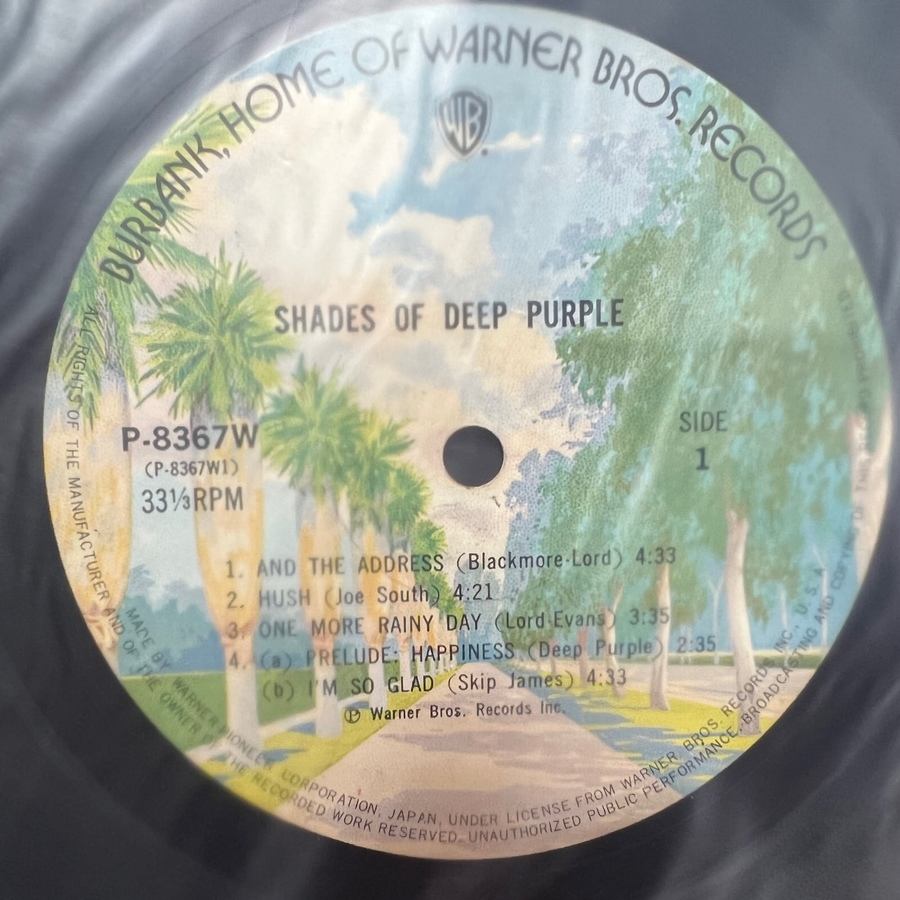 BURBANK, HOME OF WARNER BROS. RECORDS
WB
SHADES OF DEEP PURPLE
P-8367W
(P-8367W1)
33⅓RPM
SIDE
1
1. AND THE ADDRESS (Blackmore-Lord) 4:33
2. HUSH (Joe South) 4:21
3. ONE MORE RAINY DAY (Lord-Evans) 3:35
4. (a) PRELUDE: HAPPINESS (Deep Purple) 2:35
(b) I'M SO GLAD (Skip James) 4:33
℗ Warner Bros. Records Inc.
MADE BY WARNER-PIONEER CORPORATION, JAPAN, UNDER LICENSE FROM WARNER BROS. RECORDS INC., U.S.A.
ALL RIGHTS OF THE MANUFACTURER AND OF THE OWNER OF THE RECORDED WORK RESERVED. UNAUTHORIZED PUBLIC PERFORMANCE, BROADCASTING AND COPYING OF